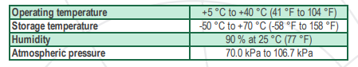 Operating temperature +5 °C to +40 °C (41 °F to 104 °F)
Storage temperature -50 °C to +70 °C (-58 °F to 158 °F)
Humidity 90 % at 25 °C (77 °F)
Atmospheric pressure 70.0 kPa to 106.7 kPa